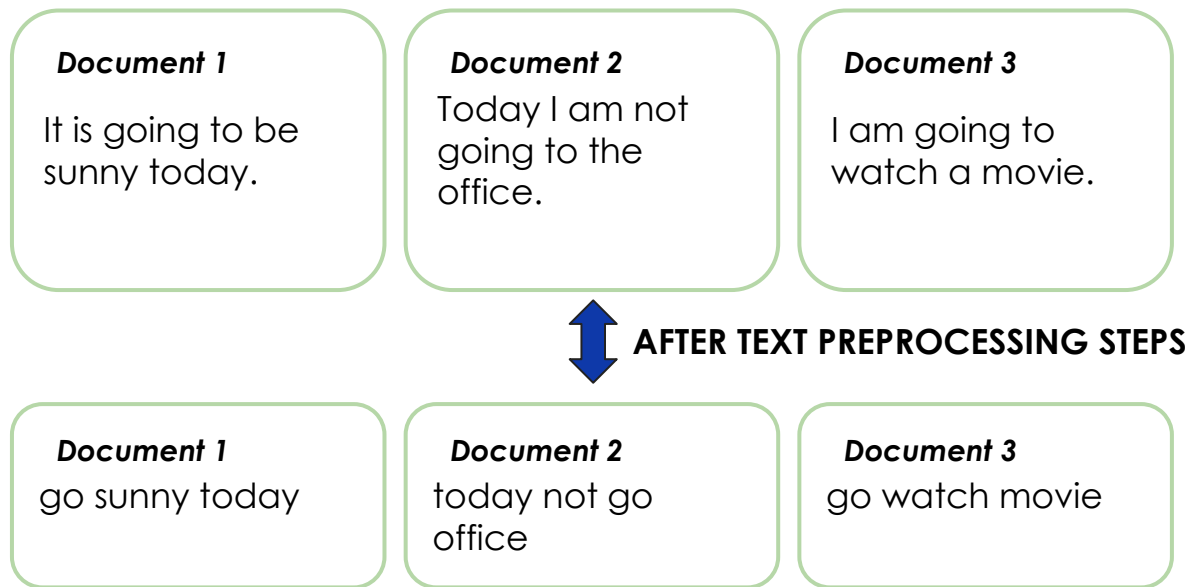 Document 1
It is going to be
sunny today.
Document 2
Today I am not
going to the
office.
Document 3
I am going to
watch a movie.
AFTER TEXT PREPROCESSING STEPS
Document 1
go sunny today
Document 2
today not go
office
Document 3
go watch movie